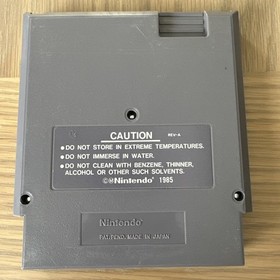 CAUTION
REV-A
●DO NOT STORE IN EXTREME TEMPERATURES.
●DO NOT IMMERSE IN WATER.
●DO NOT CLEAN WITH BENZENE, THINNER,
ALCOHOL OR OTHER SUCH SOLVENTS.
©®Nintendo® 1985
Nintendo®
PAT.PEND. MADE IN JAPAN